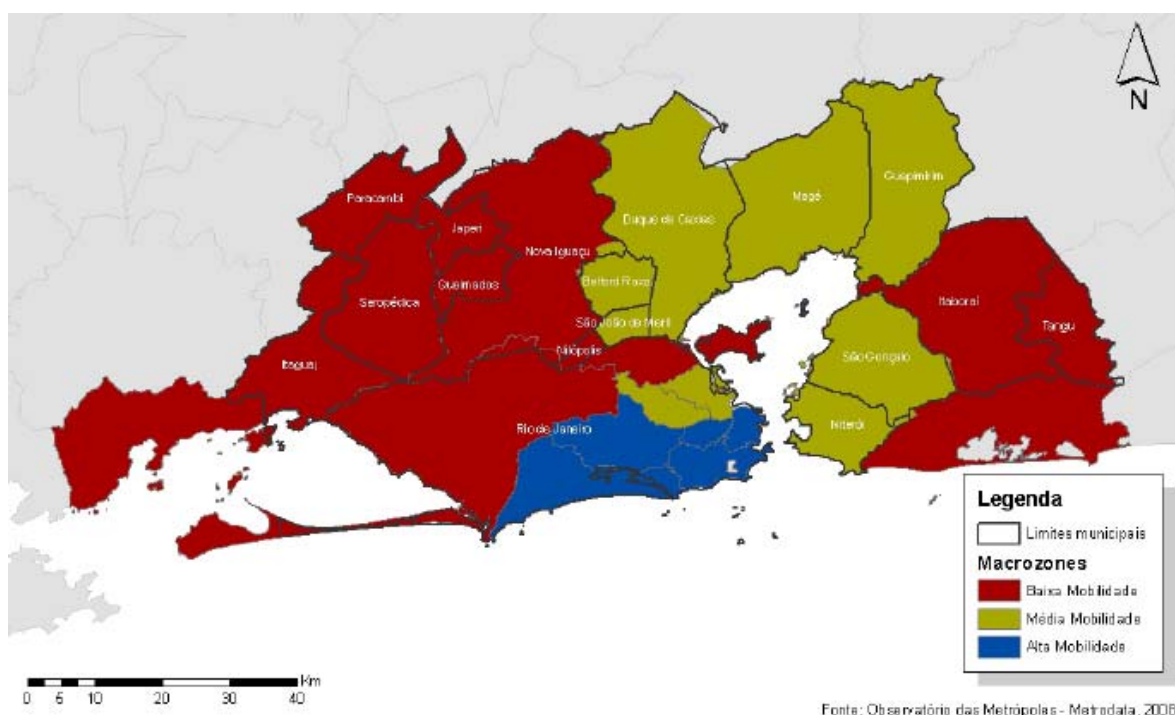 N
Guapimirim
Paracambi
Magé
Duque de Caxias
Japeri
Nova Iguaçu
Belford Roxo
Queimados
Seropédica
Itaboraí
São João de Meriti
Tanguá
Nilópolis
São Gonçalo
Itaguaí
Niterói
Rio de Janeiro
Legenda
Limites municipais
Macrozones
Baixa Mobilidade
Média Mobilidade
Alta Mobilidade
Km
0 5 10 20 30 40
Fonte: Observatório das Metrópoles - Metrodata, 2006